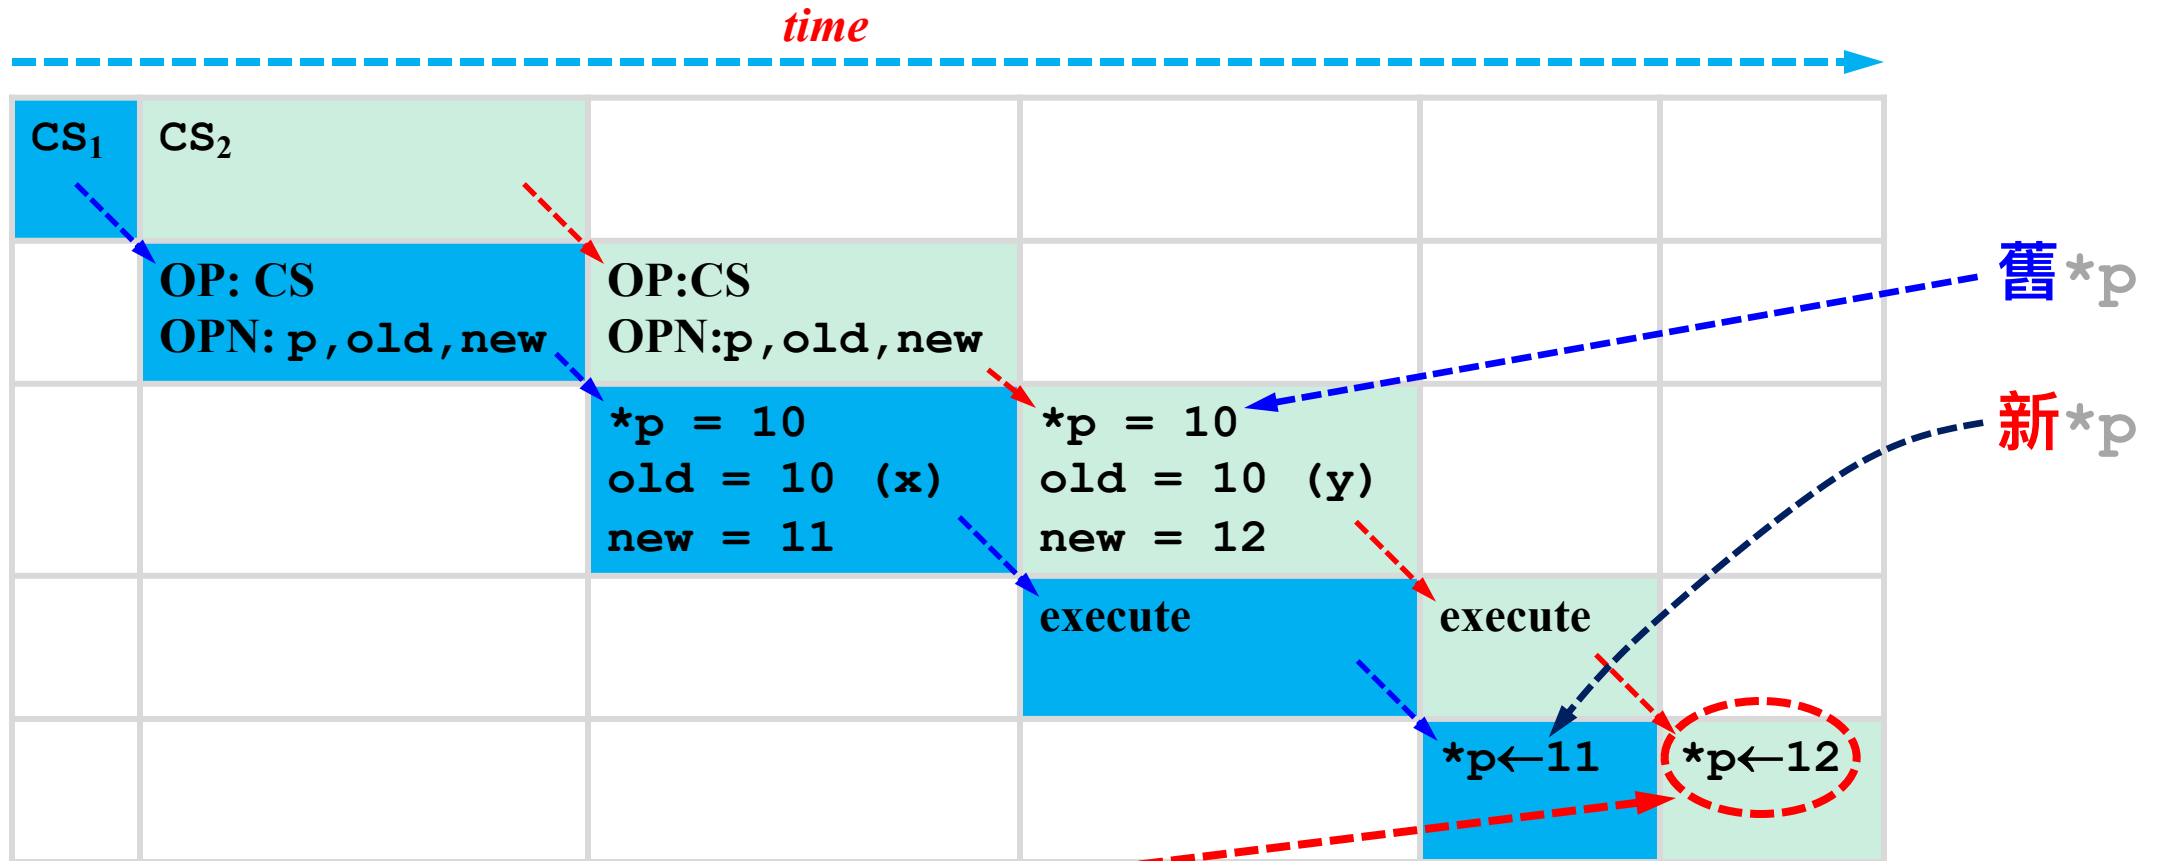 time
CS₁
CS₂
OP: CS
OPN: p,old,new
OP:CS
OPN:p,old,new
舊*p
*p = 10
old = 10 (x)
new = 11
*p = 10
old = 10 (y)
new = 12
新*p
execute
execute
*p←11
*p←12